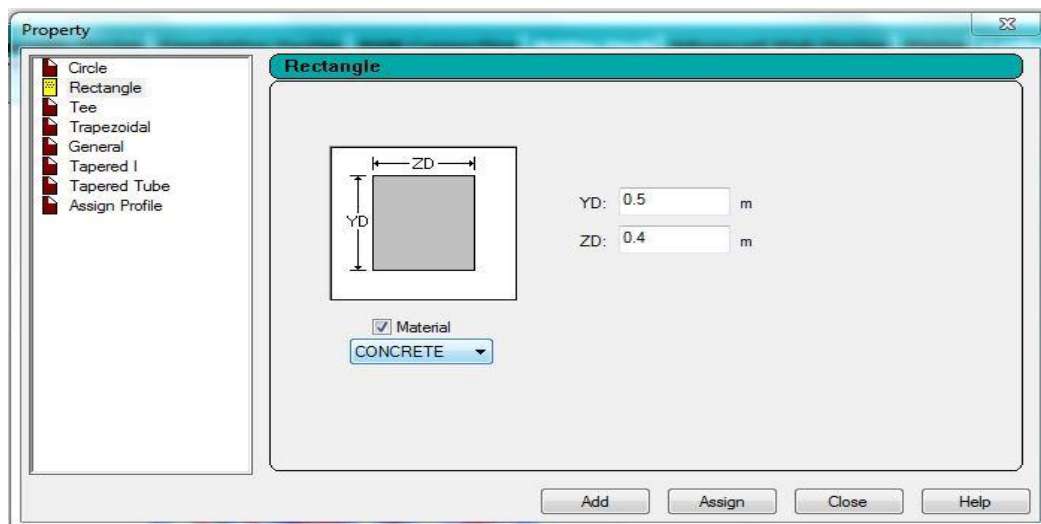 Property
Circle
Rectangle
Tee
Trapezoidal
General
Tapered I
Tapered Tube
Assign Profile
Rectangle
ZD
YD
YD: 0.5 m
ZD: 0.4 m
Material
CONCRETE
Add Assign Close Help